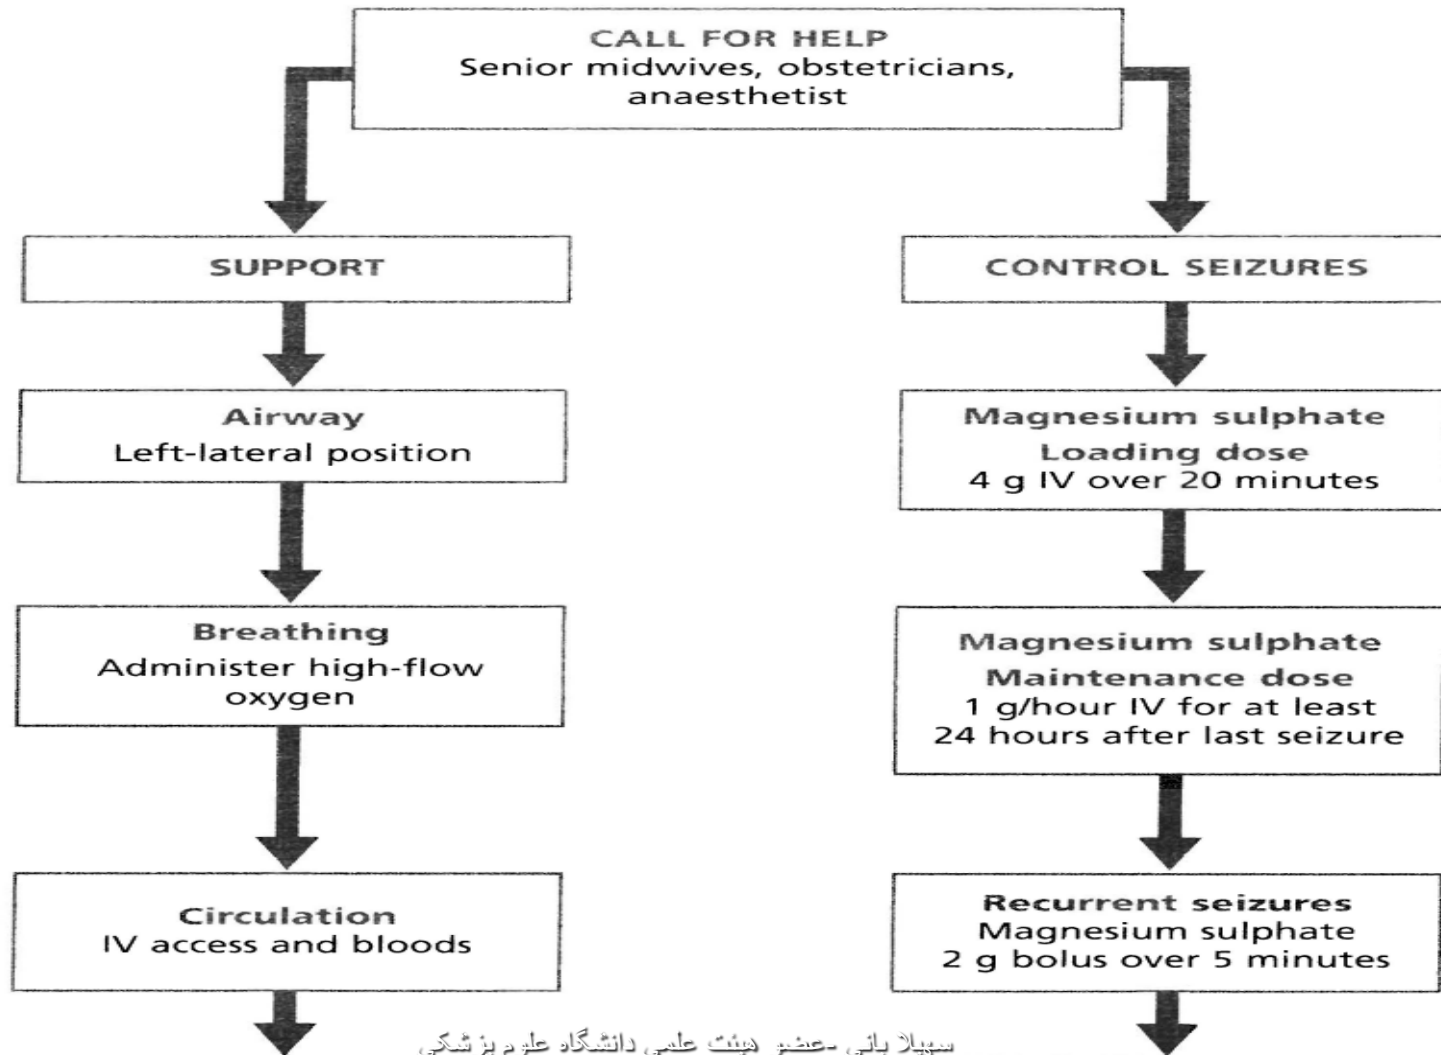 CALL FOR HELP
Senior midwives, obstetricians,
anaesthetist
SUPPORT
CONTROL SEIZURES
Airway
Left-lateral position
Magnesium sulphate
Loading dose
4 g IV over 20 minutes
Breathing
Administer high-flow
oxygen
Magnesium sulphate
Maintenance dose
1 g/hour IV for at least
24 hours after last seizure
Circulation
IV access and bloods
Recurrent seizures
Magnesium sulphate
2 g bolus over 5 minutes
سهیلا بانی -عضو هیئت علمی دانشگاه علوم پزشکی